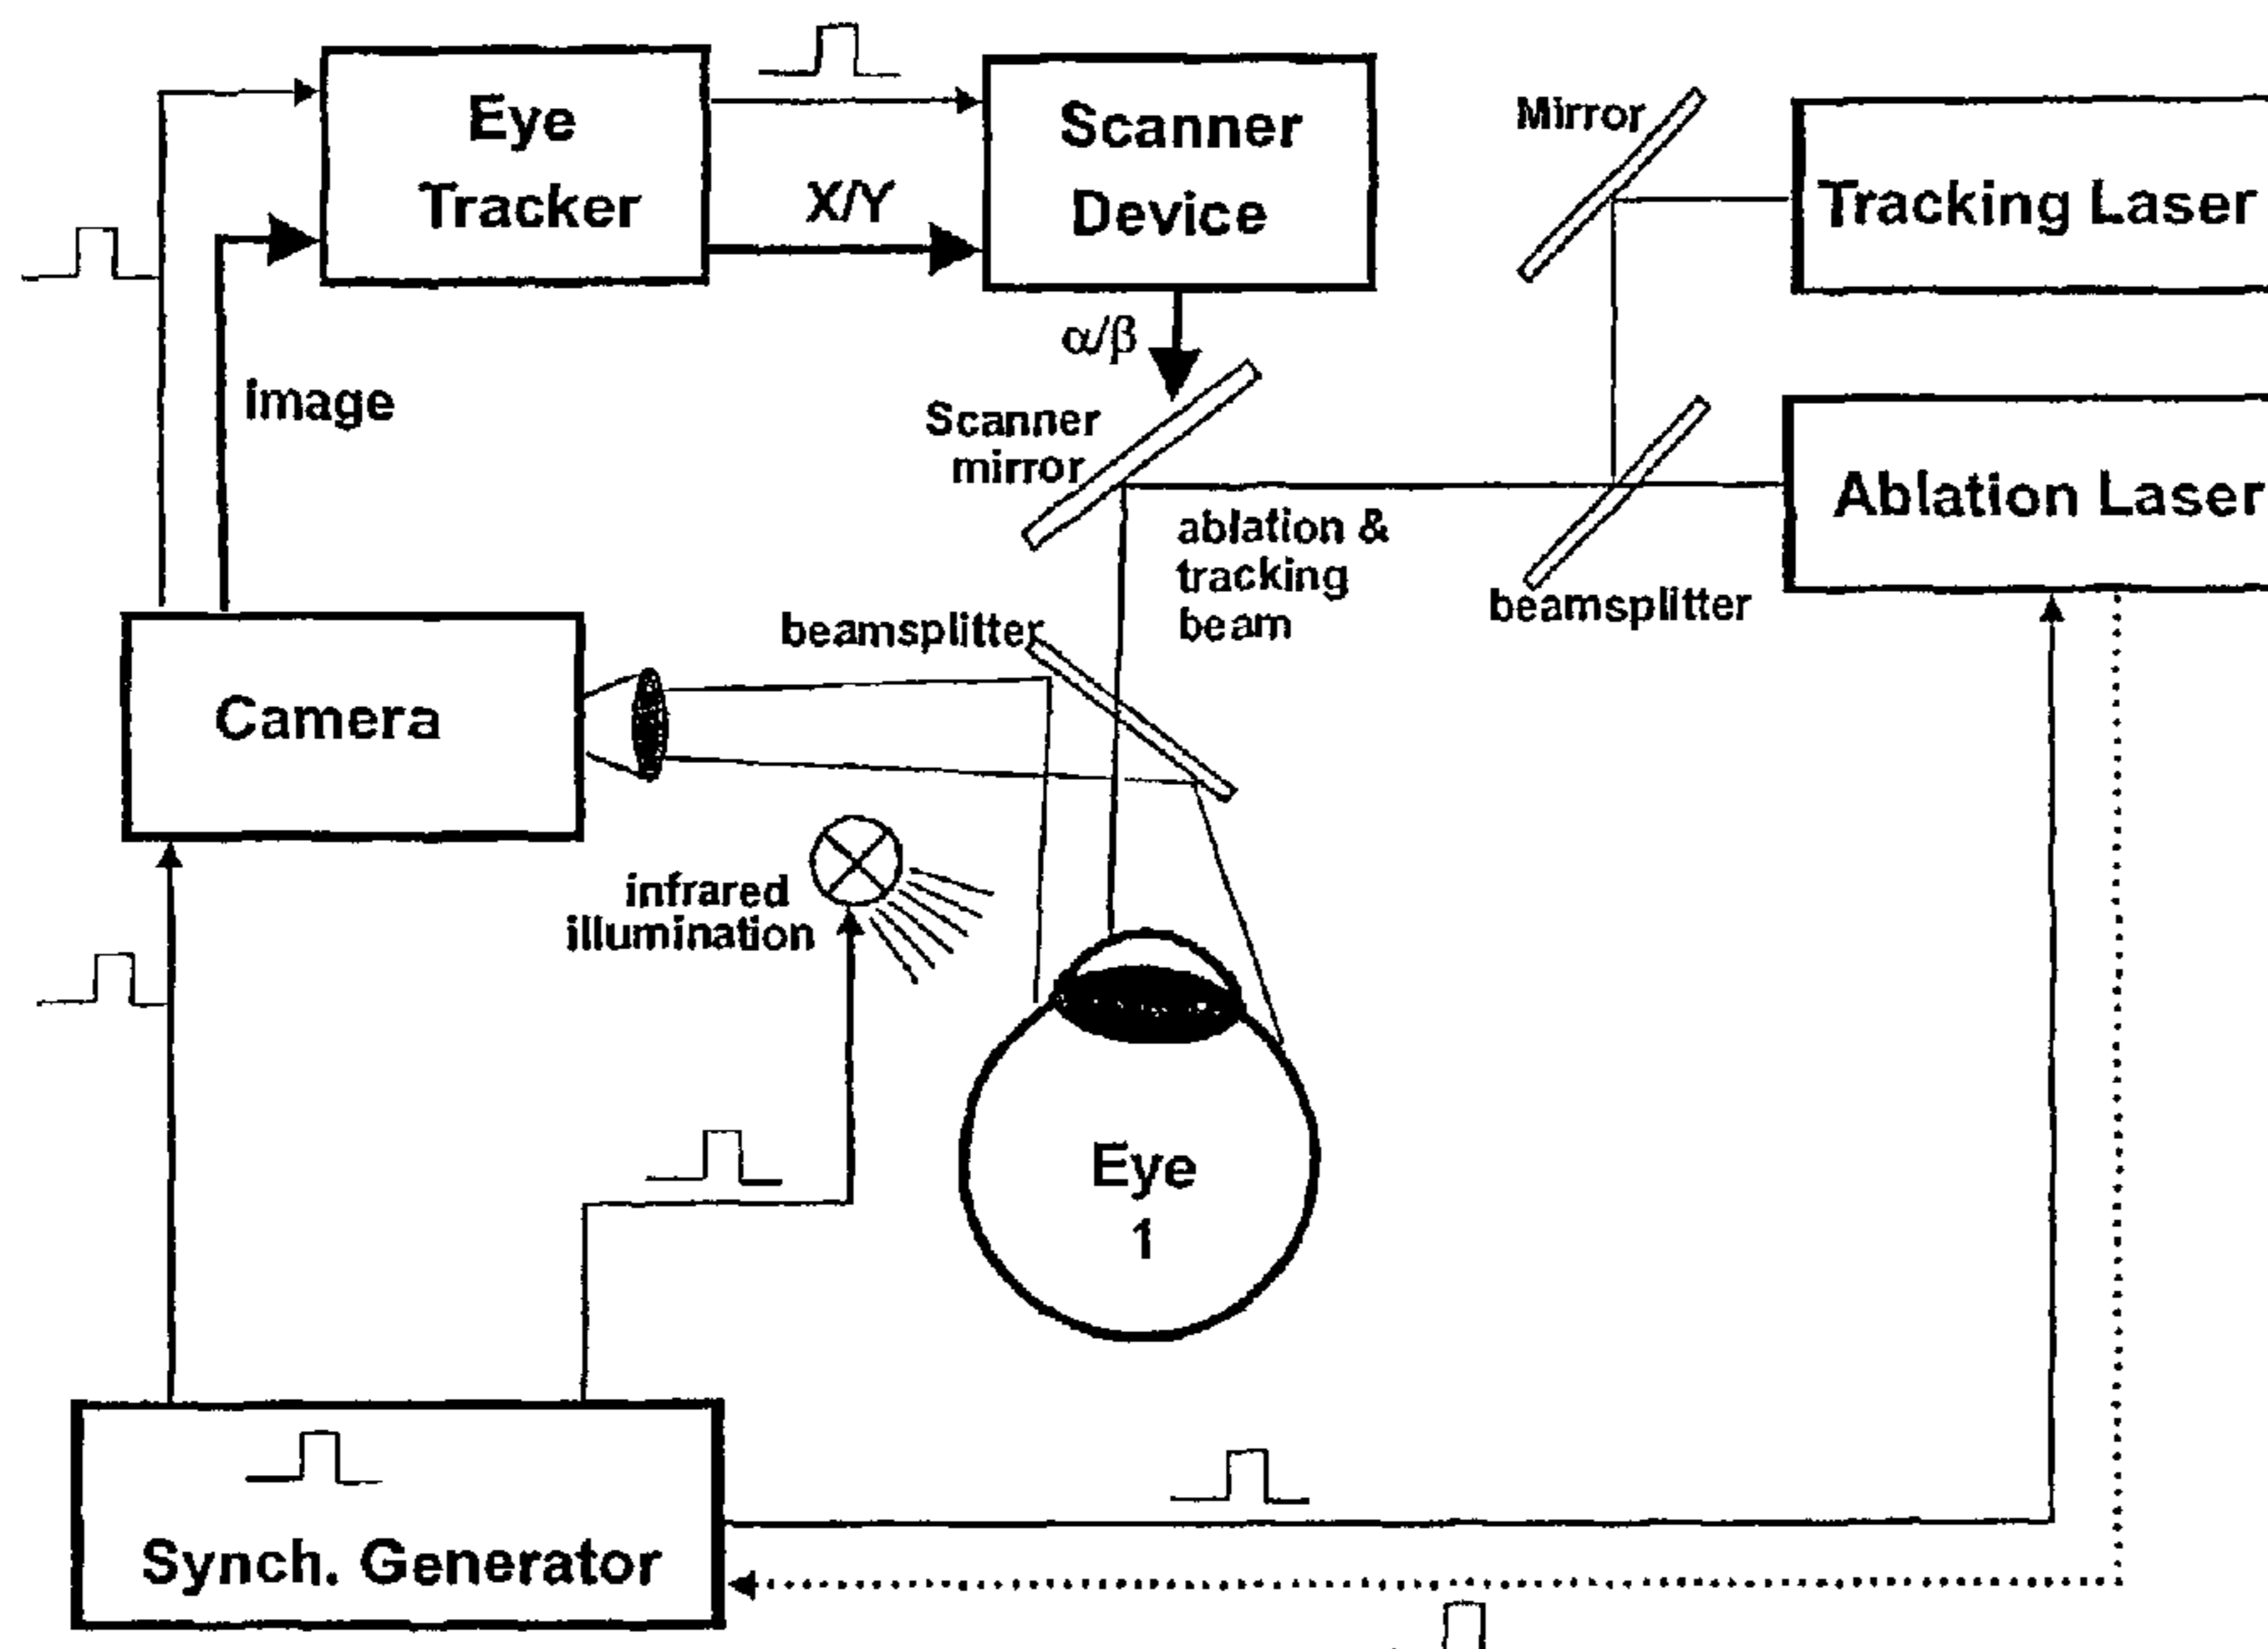 Eye
Tracker
X/Y
Scanner
Device
Mirror
Tracking Laser
α/β
image
Scanner
mirror
ablation &
tracking
beam
Ablation Laser
beamsplitter
beamsplitter
Camera
infrared
illumination
Eye
1
Synch. Generator